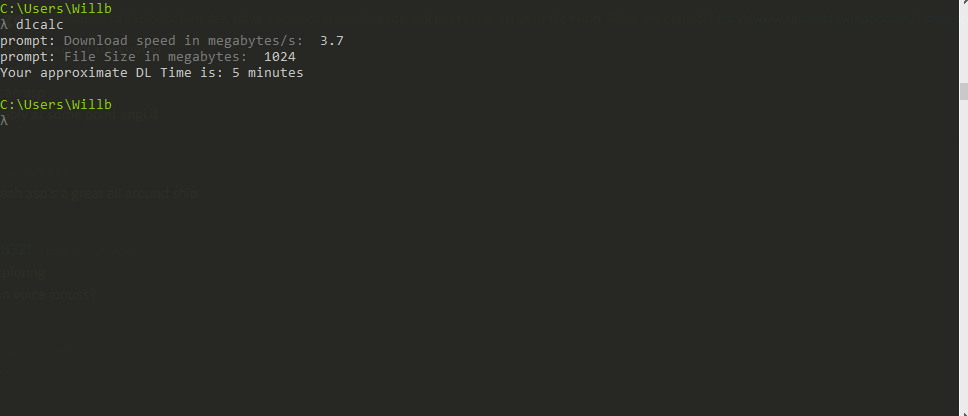 C:\Users\Willb
λ dlcalc
prompt: Download speed in megabytes/s:  3.7
prompt: File Size in megabytes:  1024
Your approximate DL Time is: 5 minutes
C:\Users\Willb
λ